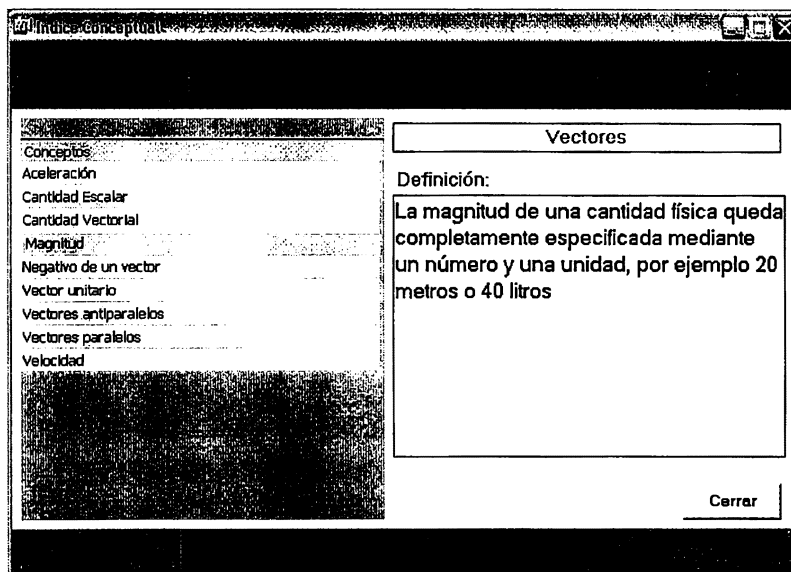 Indice Conceptual
Conceptos
Aceleración
Cantidad Escalar
Cantidad Vectorial
Magnitud
Negativo de un vector
Vector unitario
Vectores antiparalelos
Vectores paralelos
Velocidad
Vectores
Definición:
La magnitud de una cantidad física queda
completamente especificada mediante
un número y una unidad, por ejemplo 20
metros o 40 litros
Cerrar